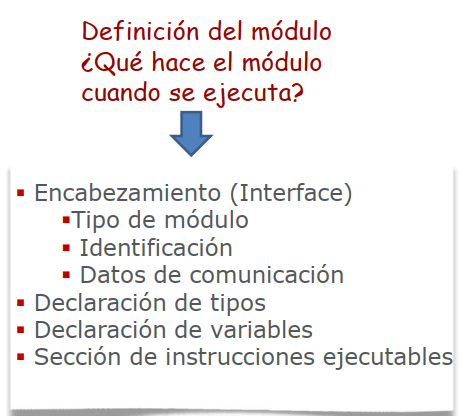 Definición del módulo
¿Qué hace el módulo
cuando se ejecuta?
▪ Encabezamiento (Interface)
▪Tipo de módulo
▪ Identificación
▪ Datos de comunicación
▪ Declaración de tipos
▪ Declaración de variables
▪ Sección de instrucciones ejecutables